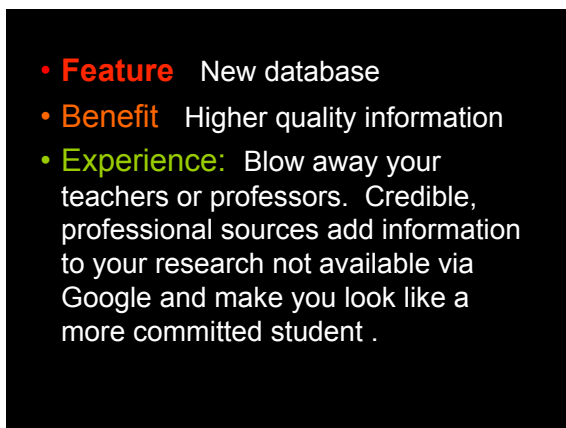 • Feature New database
• Benefit Higher quality information
• Experience: Blow away your
teachers or professors. Credible,
professional sources add information
to your research not available via
Google and make you look like a
more committed student .